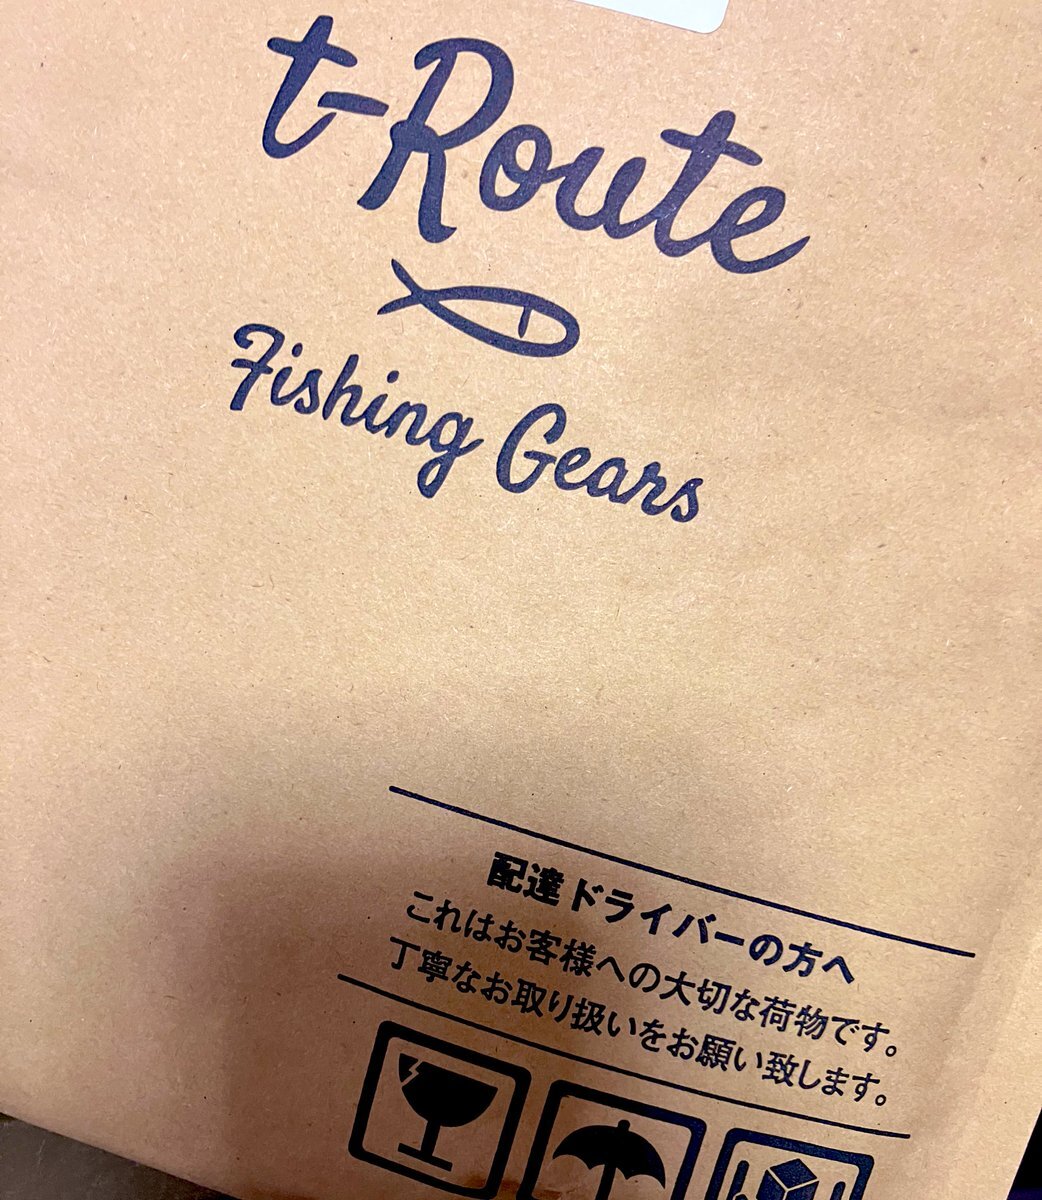 t-Route
Fishing Gears
配達ドライバーの方へ
これはお客様への大切な荷物です。
丁寧なお取り扱いをお願い致します。